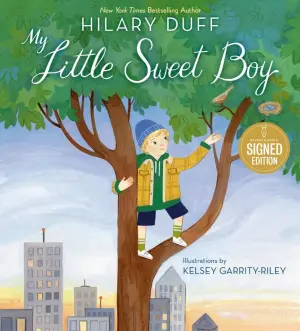 New York Times Bestselling Author
HILARY DUFF
My
Little Sweet Boy
SIGNED
EDITION
Illustrations by
KELSEY GARRITY-RILEY